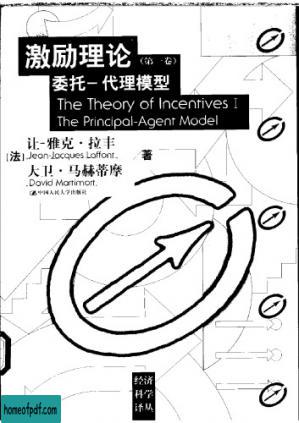 激励理论(第一卷)
委托-代理模型
The Theory of Incentives I
The Principal-Agent Model
让-雅克·拉丰
[法] Jean-Jacques Laffont 著
大卫·马赫蒂摩
David Martimort
中国人民大学出版社
经济
科学
译丛
homeofpdf.com